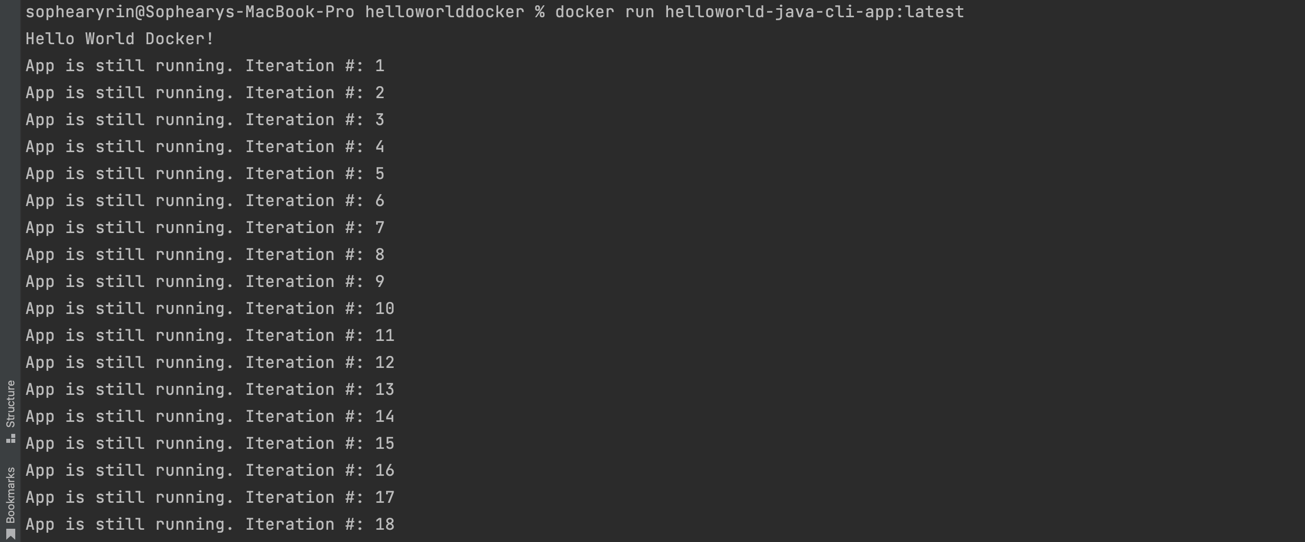 sophearyrin@Sophearys-MacBook-Pro helloworlddocker % docker run helloworld-java-cli-app:latest
Hello World Docker!
App is still running. Iteration #: 1
App is still running. Iteration #: 2
App is still running. Iteration #: 3
App is still running. Iteration #: 4
App is still running. Iteration #: 5
App is still running. Iteration #: 6
App is still running. Iteration #: 7
App is still running. Iteration #: 8
App is still running. Iteration #: 9
App is still running. Iteration #: 10
App is still running. Iteration #: 11
App is still running. Iteration #: 12
App is still running. Iteration #: 13
App is still running. Iteration #: 14
App is still running. Iteration #: 15
App is still running. Iteration #: 16
App is still running. Iteration #: 17
App is still running. Iteration #: 18
Structure
Bookmarks